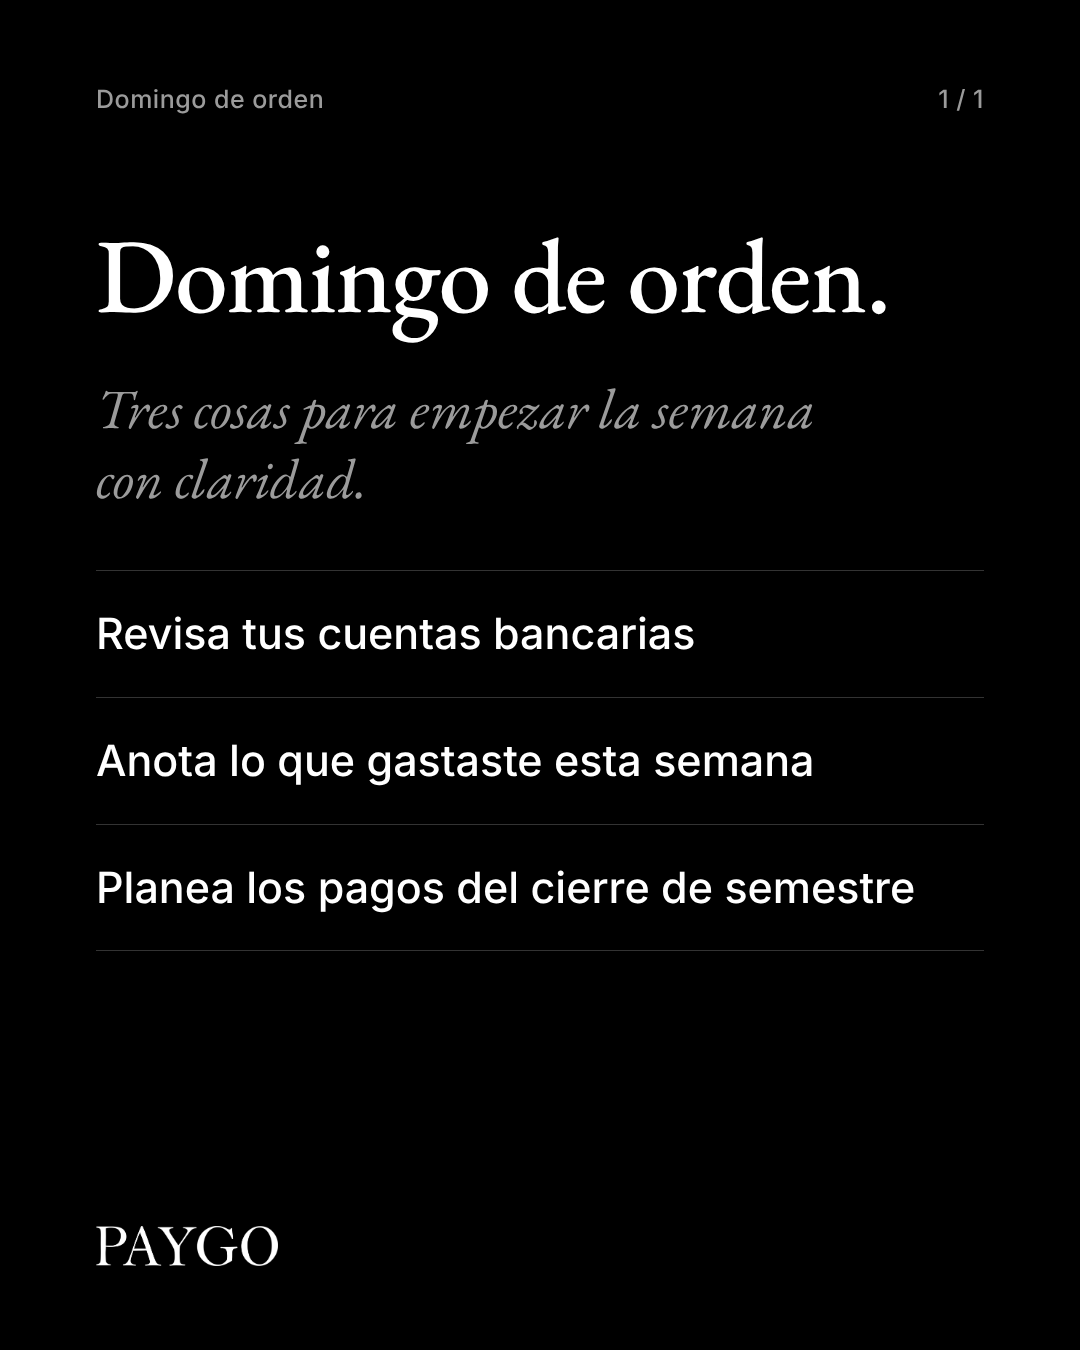 Domingo de orden
1 / 1
Domingo de orden.
Tres cosas para empezar la semana
con claridad.
Revisa tus cuentas bancarias
Anota lo que gastaste esta semana
Planea los pagos del cierre de semestre
PAYGO